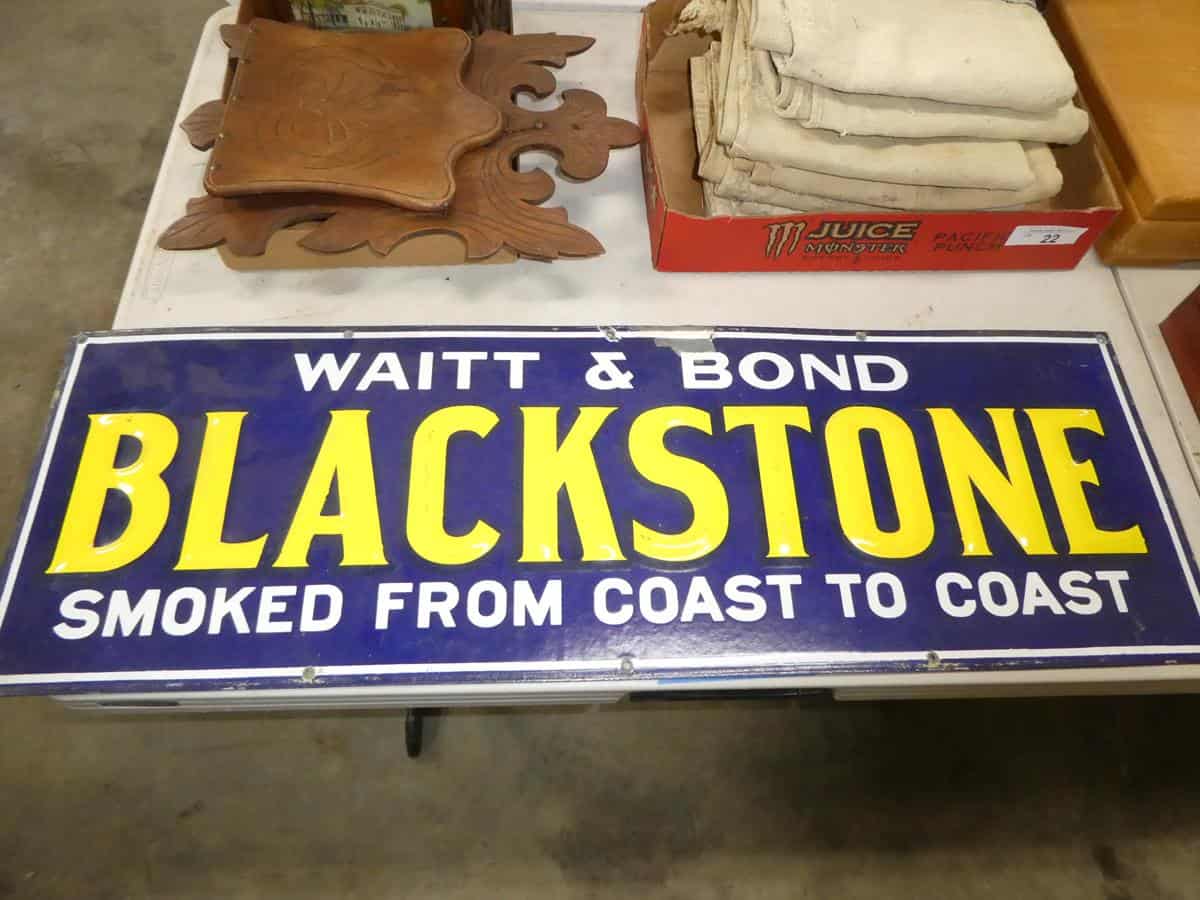 JUICE
MONSTER
PACIFIC
PUNCH
22
WAITT & BOND
BLACKSTONE
SMOKED FROM COAST TO COAST